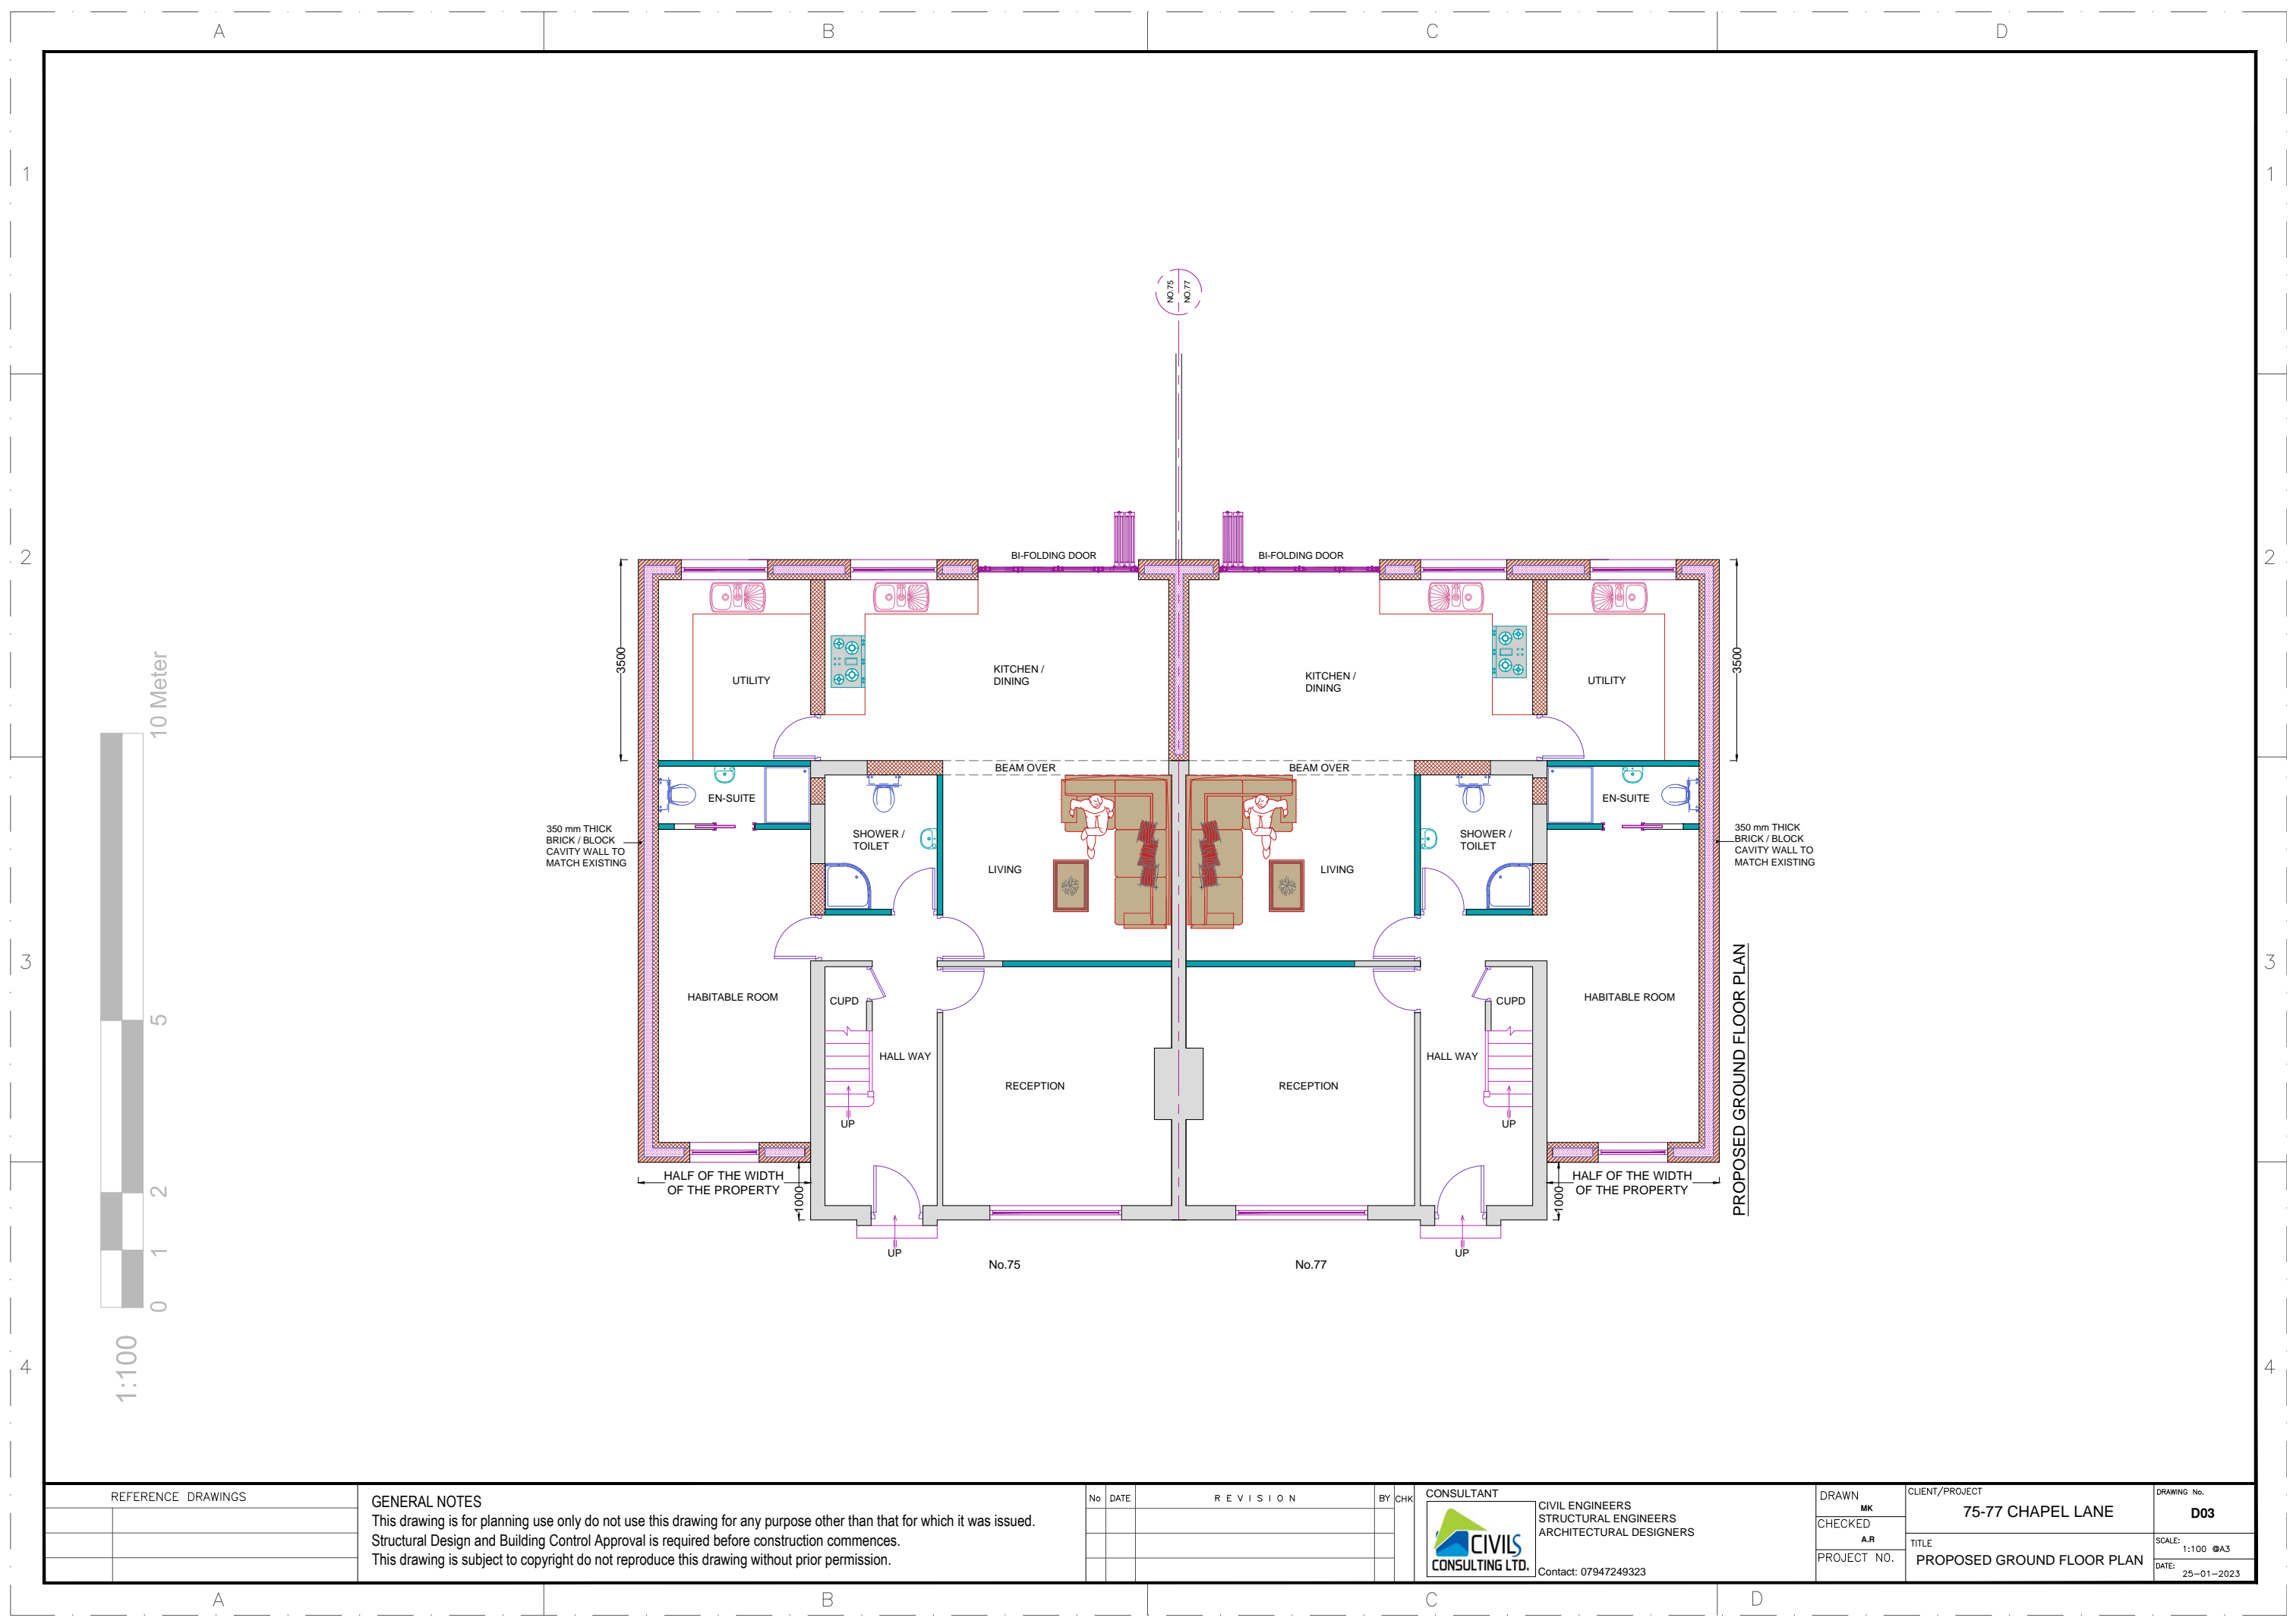 A
B
C
D
1
1
NO.75
NO.77
2
2
BI-FOLDING DOOR
BI-FOLDING DOOR
3500
3500
KITCHEN /
DINING
KITCHEN /
DINING
UTILITY
UTILITY
10 Meter
BEAM OVER
BEAM OVER
EN-SUITE
EN-SUITE
350 mm THICK
BRICK / BLOCK
CAVITY WALL TO
MATCH EXISTING
SHOWER /
TOILET
SHOWER /
TOILET
350 mm THICK
BRICK / BLOCK
CAVITY WALL TO
MATCH EXISTING
LIVING
LIVING
3
3
HABITABLE ROOM
CUPD
CUPD
HABITABLE ROOM
5
HALL WAY
HALL WAY
RECEPTION
RECEPTION
UP
UP
PROPOSED GROUND FLOOR PLAN
HALF OF THE WIDTH
OF THE PROPERTY
1000
1000
HALF OF THE WIDTH
OF THE PROPERTY
2
1
0
UP
UP
No.75
No.77
1:100
4
4
REFERENCE DRAWINGS
GENERAL NOTES
This drawing is for planning use only do not use this drawing for any purpose other than that for which it was issued.
Structural Design and Building Control Approval is required before construction commences.
This drawing is subject to copyright do not reproduce this drawing without prior permission.
No DATE REVISION BY CHK
CONSULTANT
CIVILS
CONSULTING LTD.
CIVIL ENGINEERS
STRUCTURAL ENGINEERS
ARCHITECTURAL DESIGNERS
Contact: 07947249323
DRAWN
MK
CHECKED
A.R
PROJECT NO.
CLIENT/PROJECT
75-77 CHAPEL LANE
TITLE
PROPOSED GROUND FLOOR PLAN
DRAWING No.
D03
SCALE:
1:100 @A3
DATE:
25-01-2023
A
B
C
D